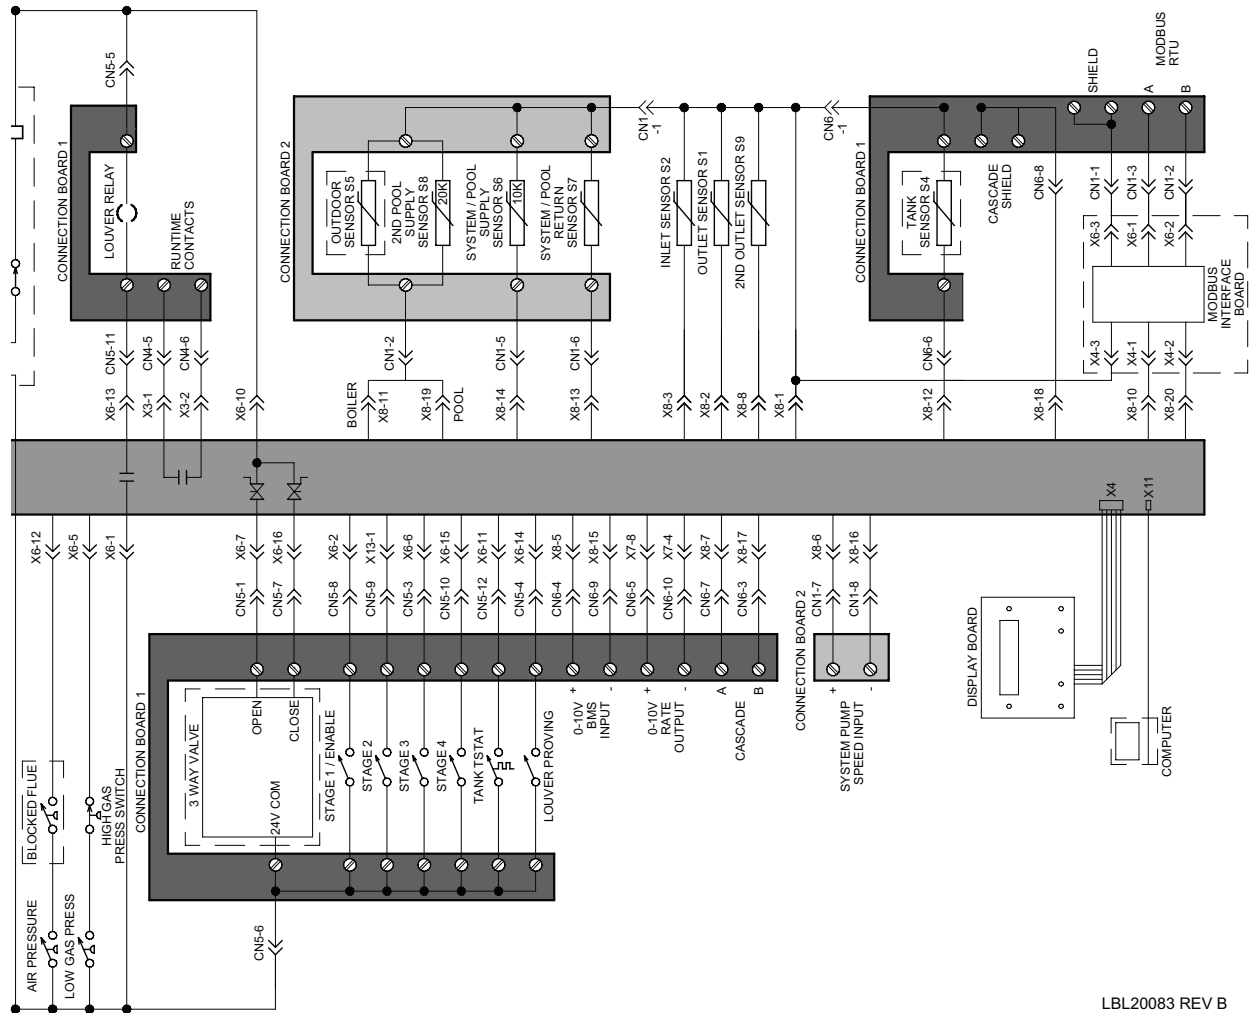 CN5-5
CONNECTION BOARD 1
LOUVER RELAY
RUNTIME
CONTACTS
CN5-11
CN4-5
CN4-6
X6-13
X3-1
X3-2
X6-10
CONNECTION BOARD 2
OUTDOOR
SENSOR S5
2ND POOL
SUPPLY
SENSOR S8
20K
SYSTEM / POOL
SUPPLY
SENSOR S6
10K
SYSTEM / POOL
RETURN
SENSOR S7
CN1-2
CN1-5
CN1-6
BOILER
X8-11
X8-19
POOL
X8-14
X8-13
CN1
-1
INLET SENSOR S2
OUTLET SENSOR S1
2ND OUTLET SENSOR S9
X8-3
X8-2
X8-8
X8-1
CN6
-1
CONNECTION BOARD 1
TANK
SENSOR S4
CASCADE
SHIELD
CN6-8
SHIELD
MODBUS
RTU
A
B
CN1-1
CN1-3
CN1-2
X6-3
X6-1
X6-2
MODBUS
INTERFACE
BOARD
X4-3
X4-1
X4-2
CN6-6
X8-12
X8-18
X8-10
X8-20
X4
X11
X6-12
X6-5
X6-1
X6-7
X6-16
X6-2
X13-1
X6-6
X6-15
X6-11
X6-14
X8-5
X8-15
X7-8
X7-4
X8-7
X8-17
X8-6
X8-16
CN5-1
CN5-7
CN5-8
CN5-9
CN5-3
CN5-10
CN5-12
CN5-4
CN6-4
CN6-9
CN6-5
CN6-10
CN6-7
CN6-3
CN1-7
CN1-8
CONNECTION BOARD 1
3 WAY VALVE
OPEN
CLOSE
24V COM
STAGE 1 / ENABLE
STAGE 2
STAGE 3
STAGE 4
TANK TSTAT
LOUVER PROVING
+
0-10V
BMS
INPUT
-
+
0-10V
RATE
OUTPUT
-
A
CASCADE
B
CONNECTION BOARD 2
+
SYSTEM PUMP
SPEED INPUT
-
DISPLAY BOARD
COMPUTER
BLOCKED FLUE
HIGH GAS
PRESS SWITCH
AIR PRESSURE
LOW GAS PRESS
CN5-6
LBL20083 REV B